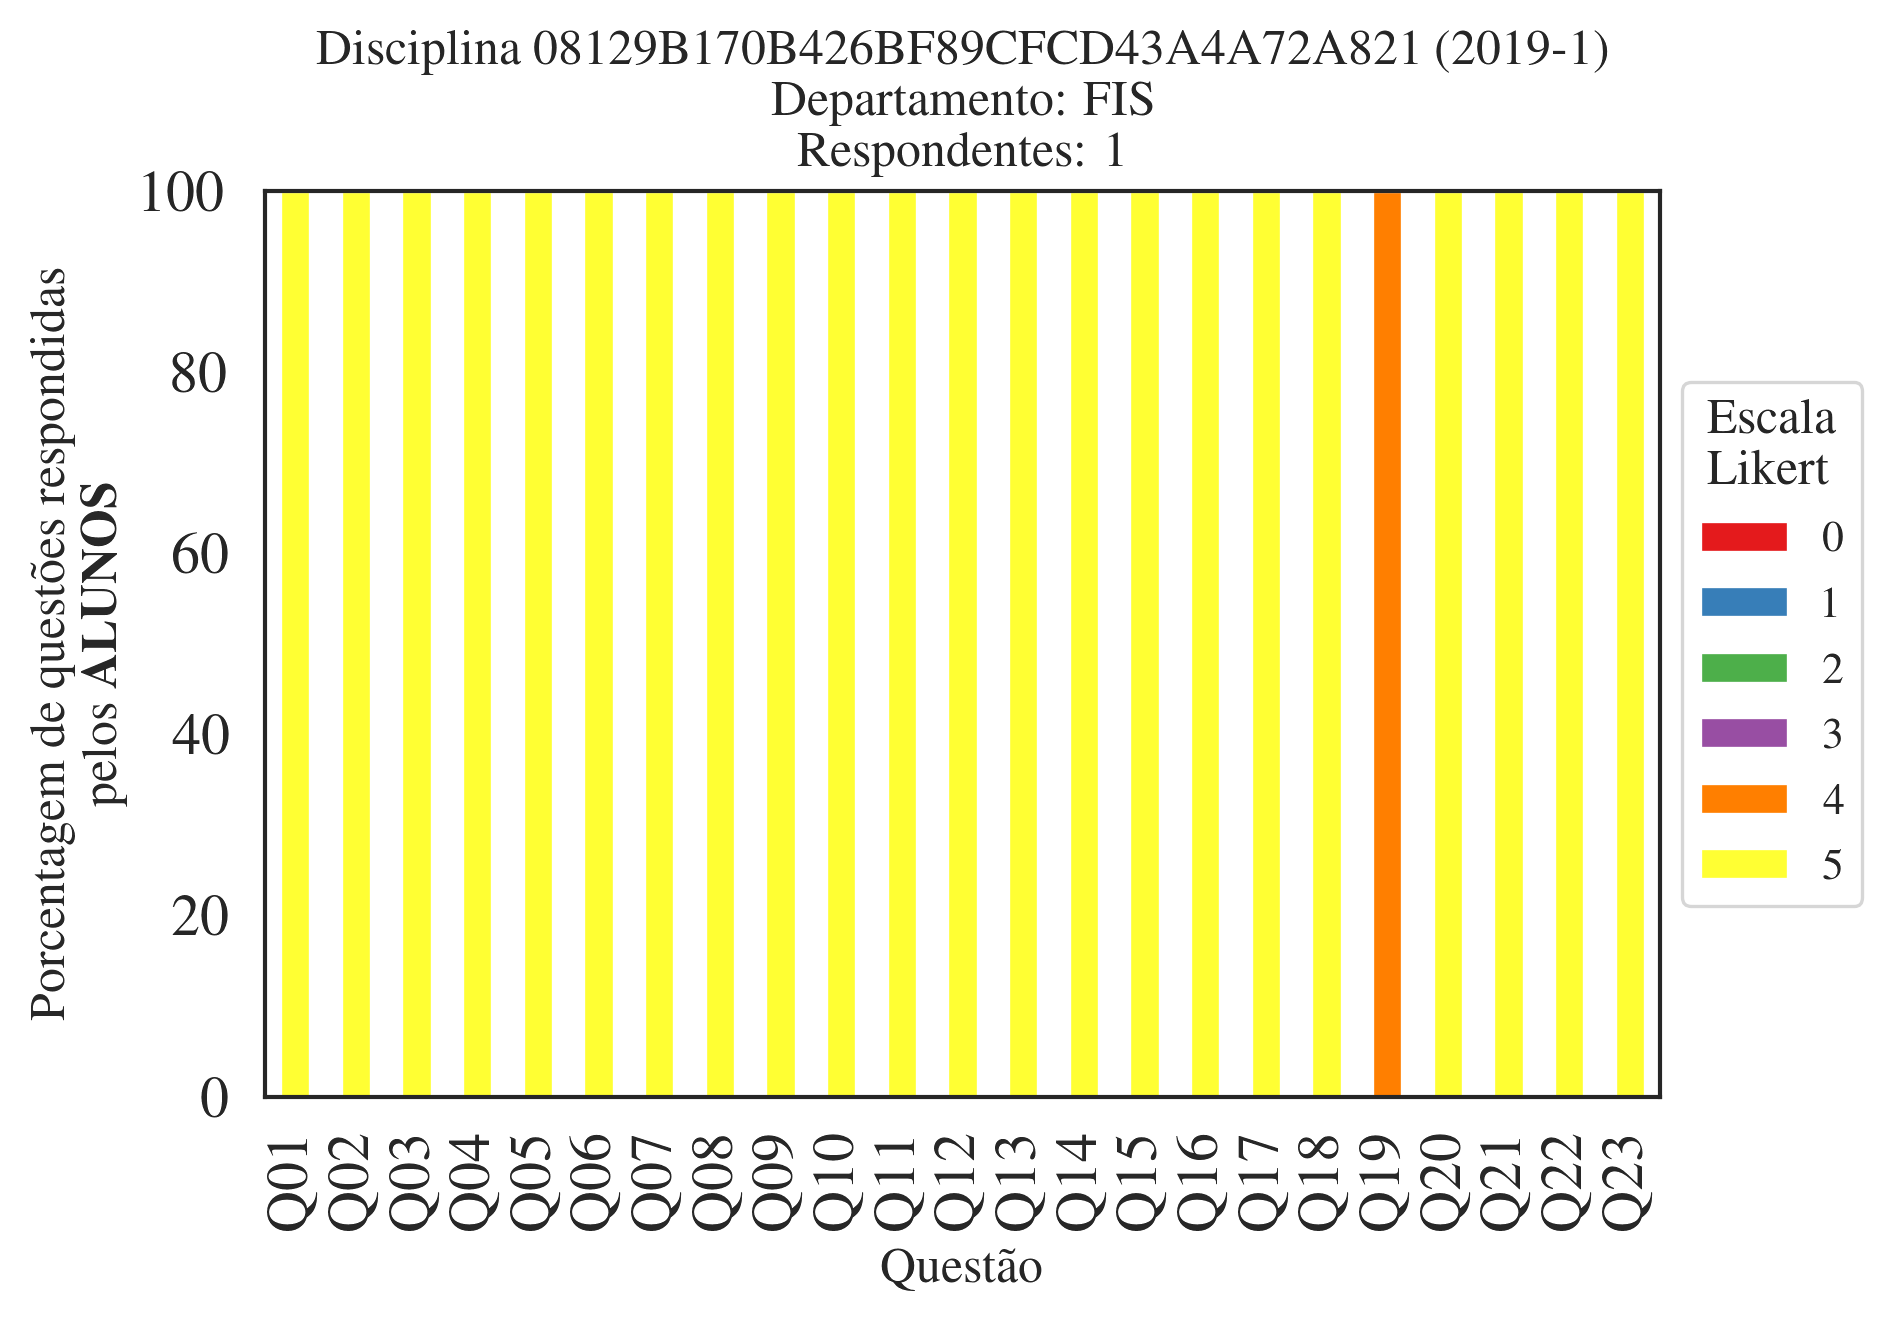 Disciplina 08129B170B426BF89CFCD43A4A72A821 (2019-1)
Departamento: FIS
Respondentes: 1
Porcentagem de questões respondidas
pelos ALUNOS
100
80
60
40
20
0
Q01
Q02
Q03
Q04
Q05
Q06
Q07
Q08
Q09
Q10
Q11
Q12
Q13
Q14
Q15
Q16
Q17
Q18
Q19
Q20
Q21
Q22
Q23
Questão
Escala
Likert
0
1
2
3
4
5